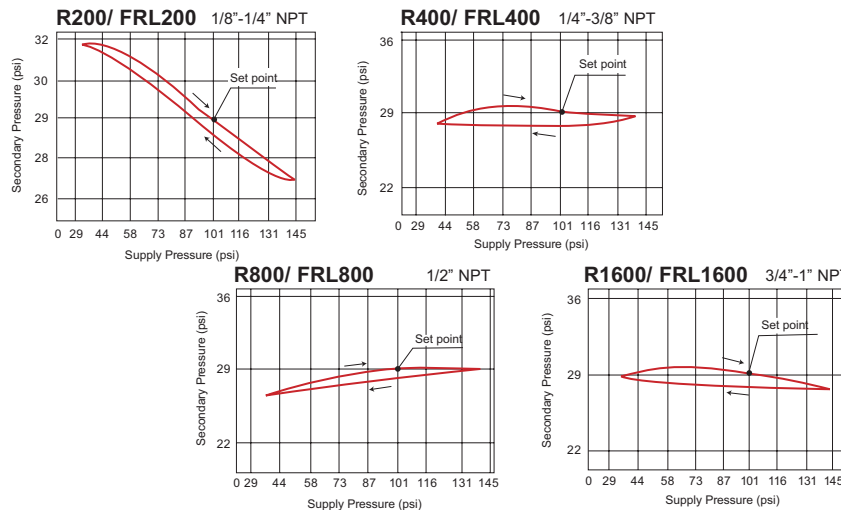 R200/ FRL200 1/8”-1/4” NPT
32
30
29
28
26
Secondary Pressure (psi)
Set point
0 29 44 58 73 87 101 116 131 145
Supply Pressure (psi)
R400/ FRL400 1/4”-3/8” NPT
36
29
22
Secondary Pressure (psi)
Set point
0 29 44 58 73 87 101 116 131 145
Supply Pressure (psi)
R800/ FRL800 1/2” NPT
36
29
22
Secondary Pressure (psi)
Set point
0 29 44 58 73 87 101 116 131 145
Supply Pressure (psi)
R1600/ FRL1600 3/4”-1” NPT
36
29
22
Secondary Pressure (psi)
Set point
0 29 44 58 73 87 101 116 131 145
Supply Pressure (psi)